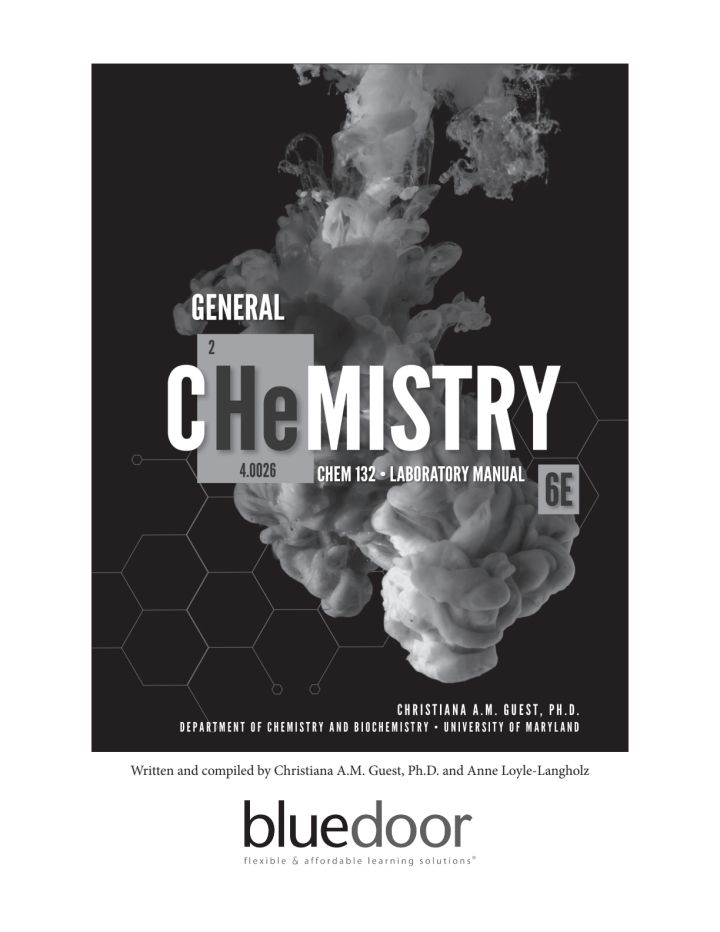 GENERAL
2
CHeMISTRY
4.0026
CHEM 132 • LABORATORY MANUAL
6E
CHRISTIANA A.M. GUEST, PH.D.
DEPARTMENT OF CHEMISTRY AND BIOCHEMISTRY • UNIVERSITY OF MARYLAND
Written and compiled by Christiana A.M. Guest, Ph.D. and Anne Loyle-Langholz
bluedoor
flexible & affordable learning solutions®